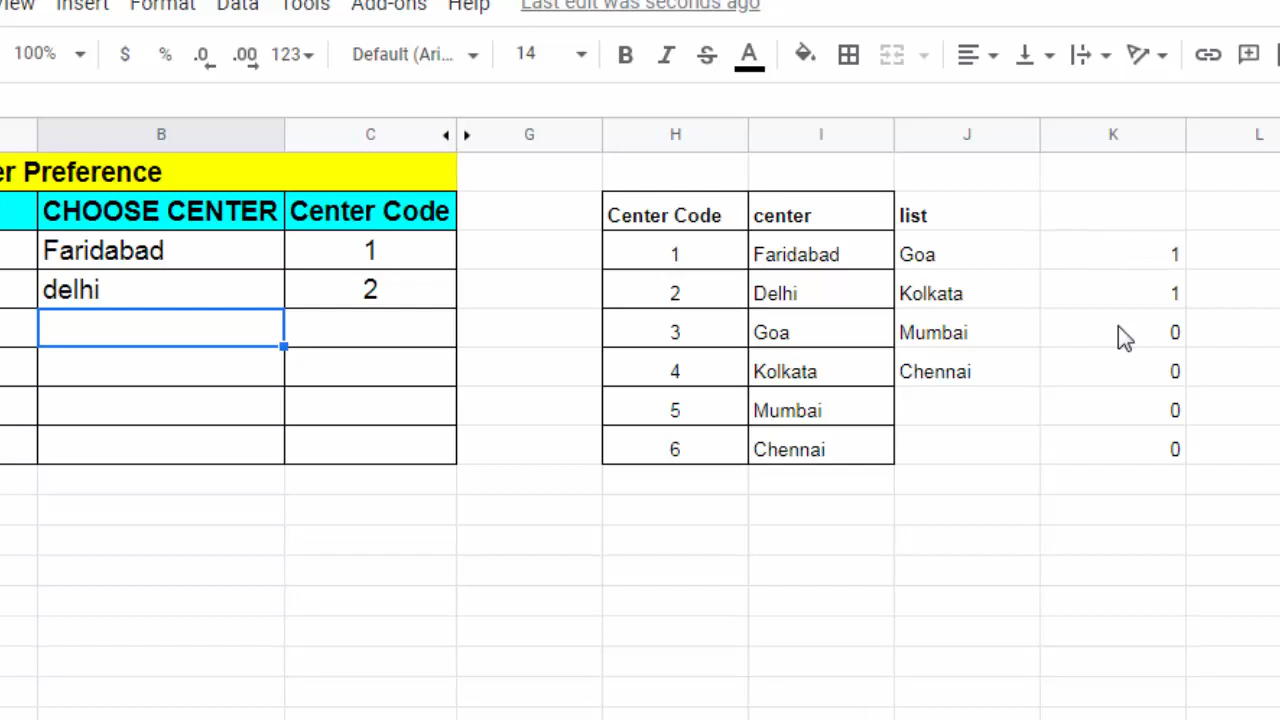 View Insert Format Data Tools Add-ons Help Last edit was seconds ago
100% $ % .0 .00 123 Default (Ari... 14 B I S A
B C G H I J K L
er Preference
CHOOSE CENTER Center Code Center Code center list
Faridabad 1 1 Faridabad Goa 1
delhi 2 2 Delhi Kolkata 1
3 Goa Mumbai 0
4 Kolkata Chennai 0
5 Mumbai 0
6 Chennai 0